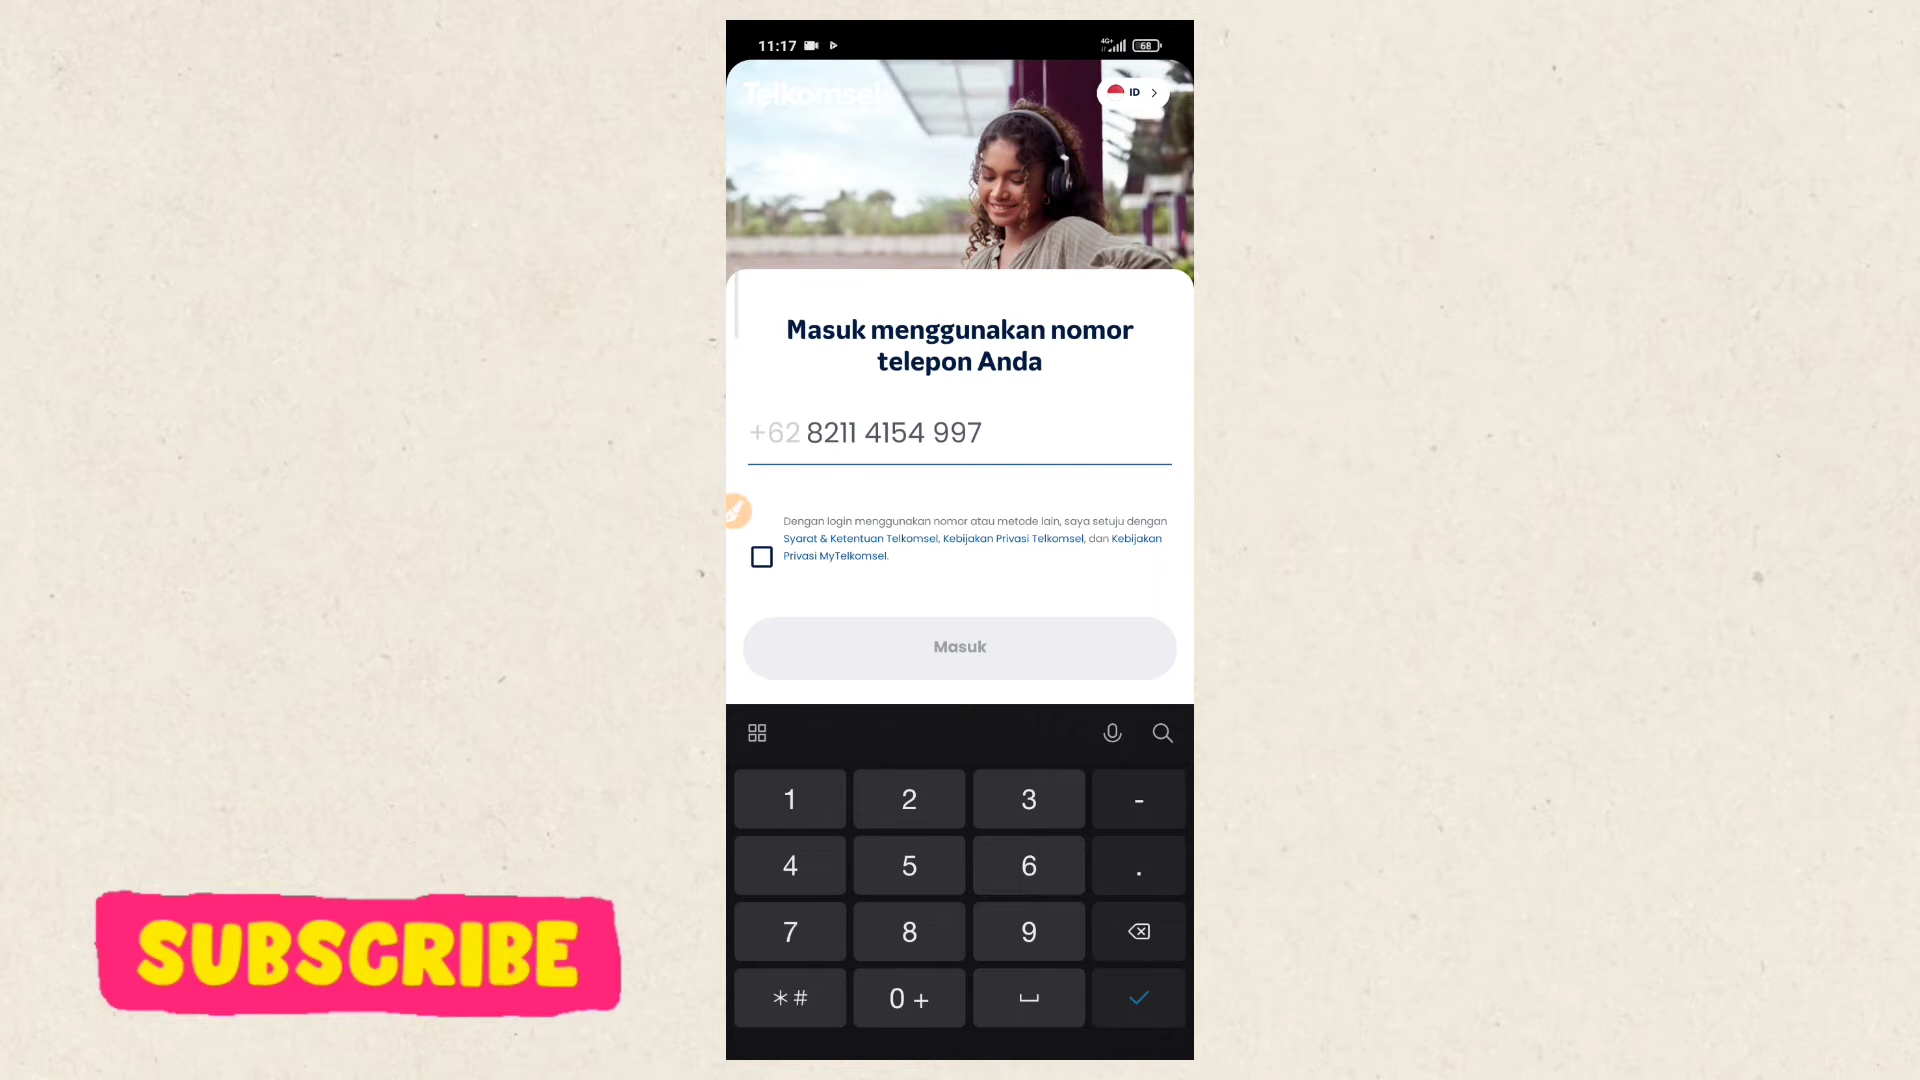 11:17
4G+
68
Telkomsel
ID
Masuk menggunakan nomor
telepon Anda
+62 8211 4154 997
Dengan login menggunakan nomor atau metode lain, saya setuju dengan
Syarat & Ketentuan Telkomsel, Kebijakan Privasi Telkomsel, dan Kebijakan
Privasi MyTelkomsel.
Masuk
1 2 3 -
4 5 6 .
7 8 9
*# 0 +
SUBSCRIBE